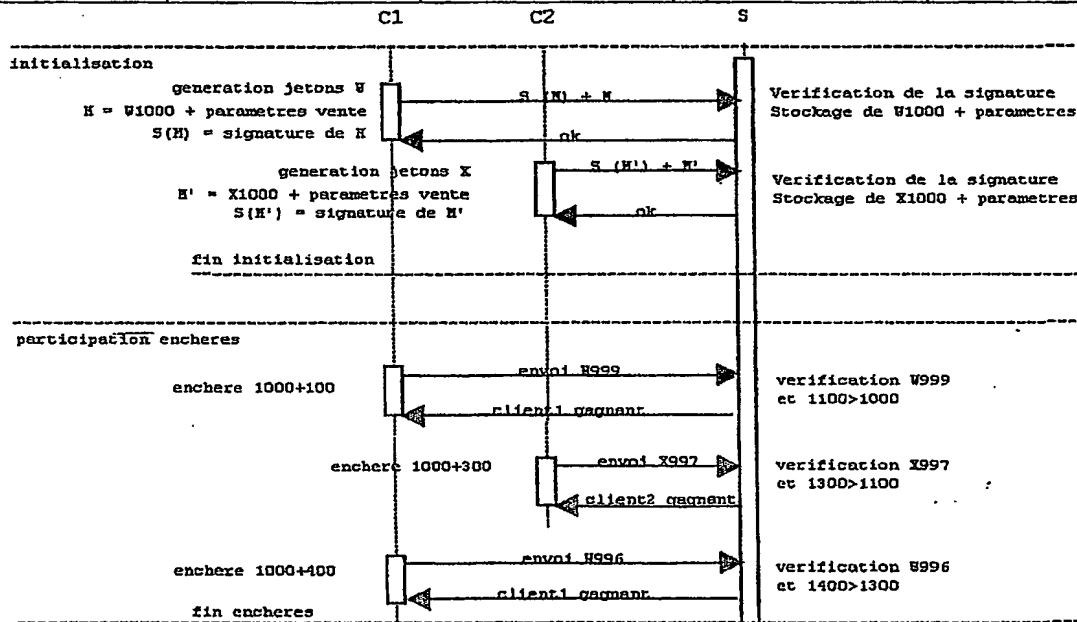 C1 C2 S
initialisation
generation jetons W
M = W1000 + parametres vente
S(M) = signature de M
S (M) + M
ok
Verification de la signature
Stockage de W1000 + parametres
generation jetons X
M' = X1000 + parametres vente
S(M') = signature de M'
S (M') + M'
ok
Verification de la signature
Stockage de X1000 + parametres
fin initialisation
participation encheres
enchere 1000+100
envoi W999
client1 gagnant
verification W999
et 1100>1000
enchere 1000+300
envoi X997
client2 gagnant
verification X997
et 1300>1100
enchere 1000+400
envoi W996
client1 gagnant
verification W996
et 1400>1300
fin encheres